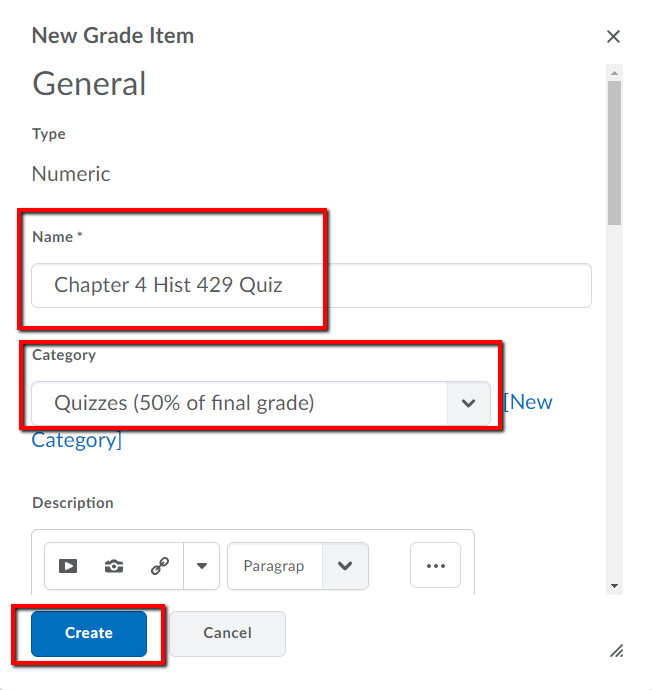 New Grade Item
General
Type
Numeric
Name *
Chapter 4 Hist 429 Quiz
Category
Quizzes (50% of final grade)
[New
Category]
Description
Paragrap
Create
Cancel